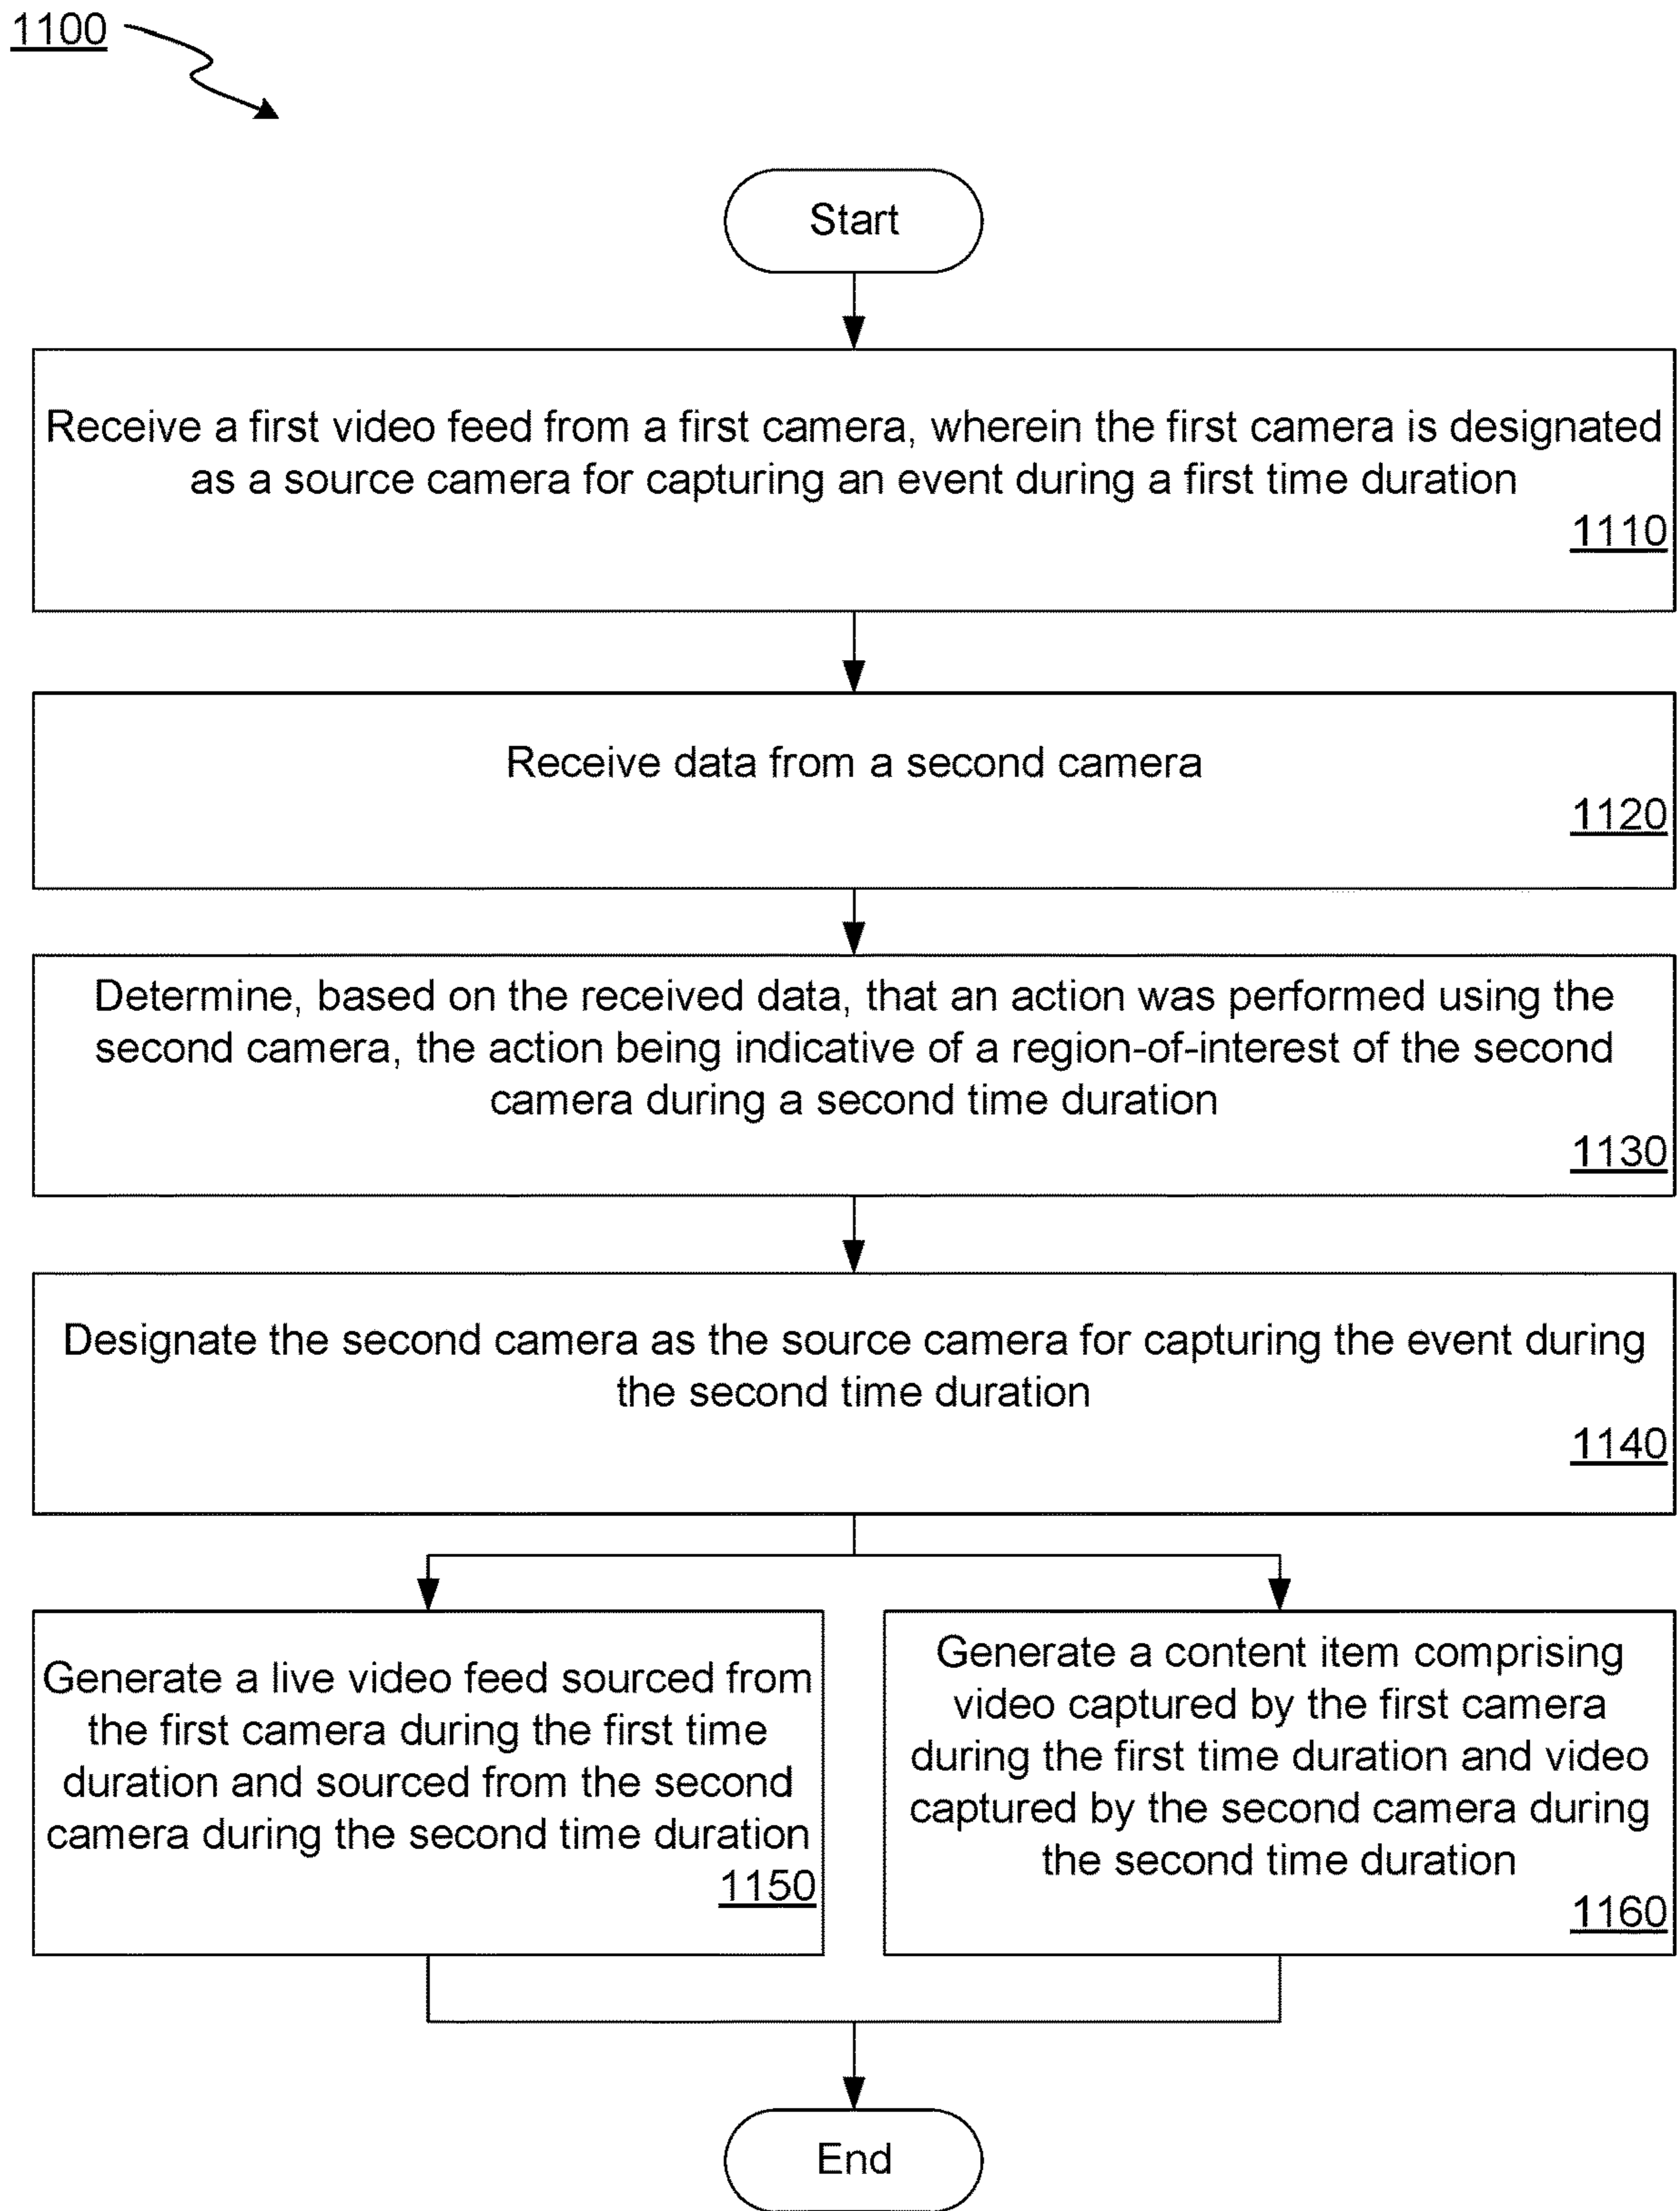 1100
Start
Receive a first video feed from a first camera, wherein the first camera is designated
as a source camera for capturing an event during a first time duration
1110
Receive data from a second camera
1120
Determine, based on the received data, that an action was performed using the
second camera, the action being indicative of a region-of-interest of the second
camera during a second time duration
1130
Designate the second camera as the source camera for capturing the event during
the second time duration
1140
Generate a live video feed sourced from
the first camera during the first time
duration and sourced from the second
camera during the second time duration
1150
Generate a content item comprising
video captured by the first camera
during the first time duration and video
captured by the second camera during
the second time duration
1160
End